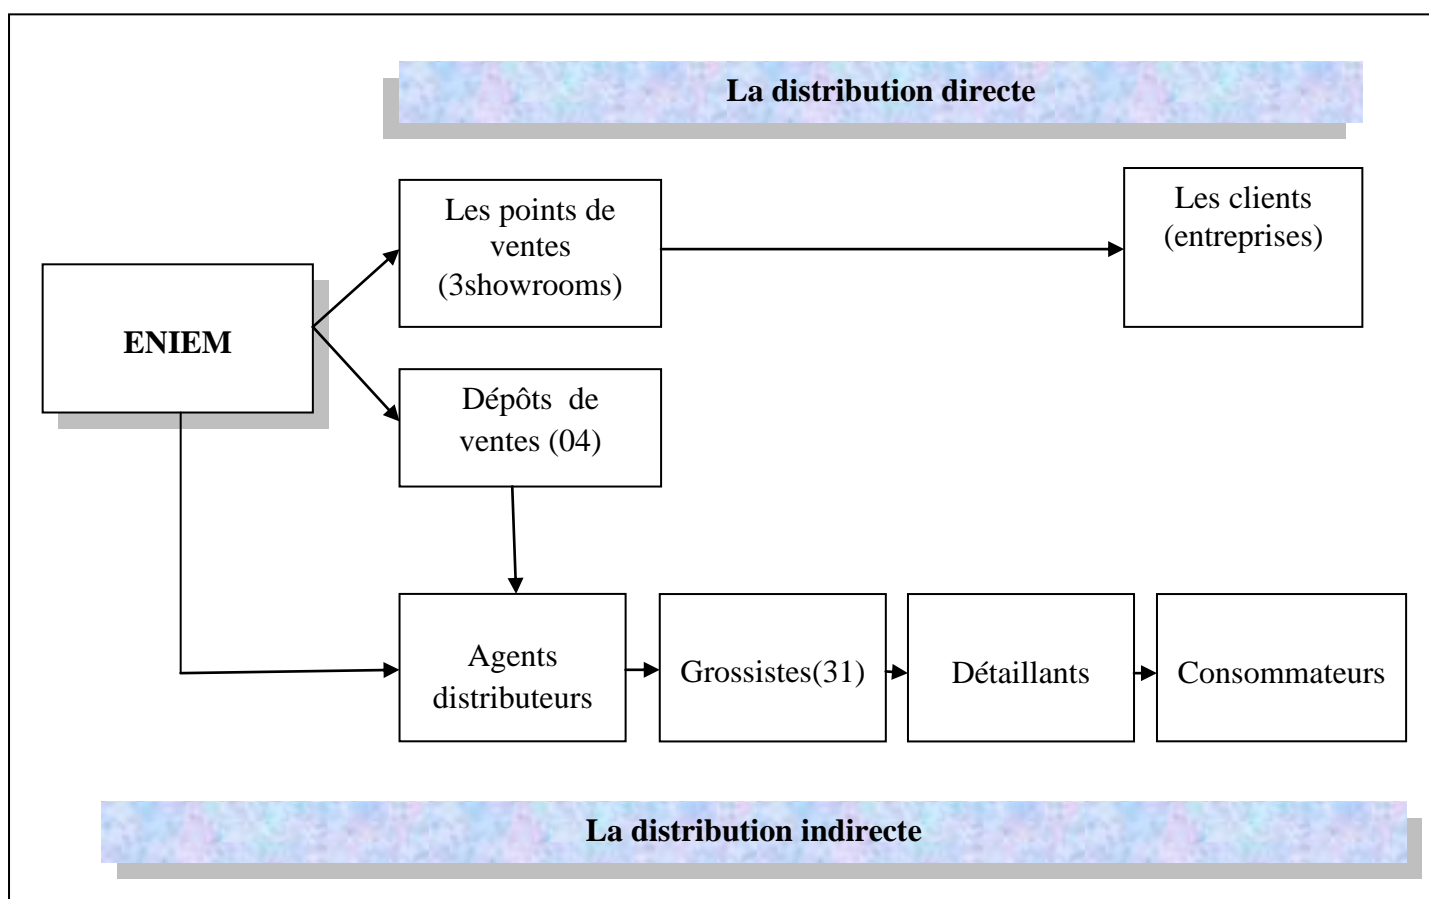 La distribution directe
Les points de
ventes
(3showrooms)
Les clients
(entreprises)
ENIEM
Dépôts de
ventes (04)
Agents
distributeurs
Grossistes(31)
Détaillants
Consommateurs
La distribution indirecte